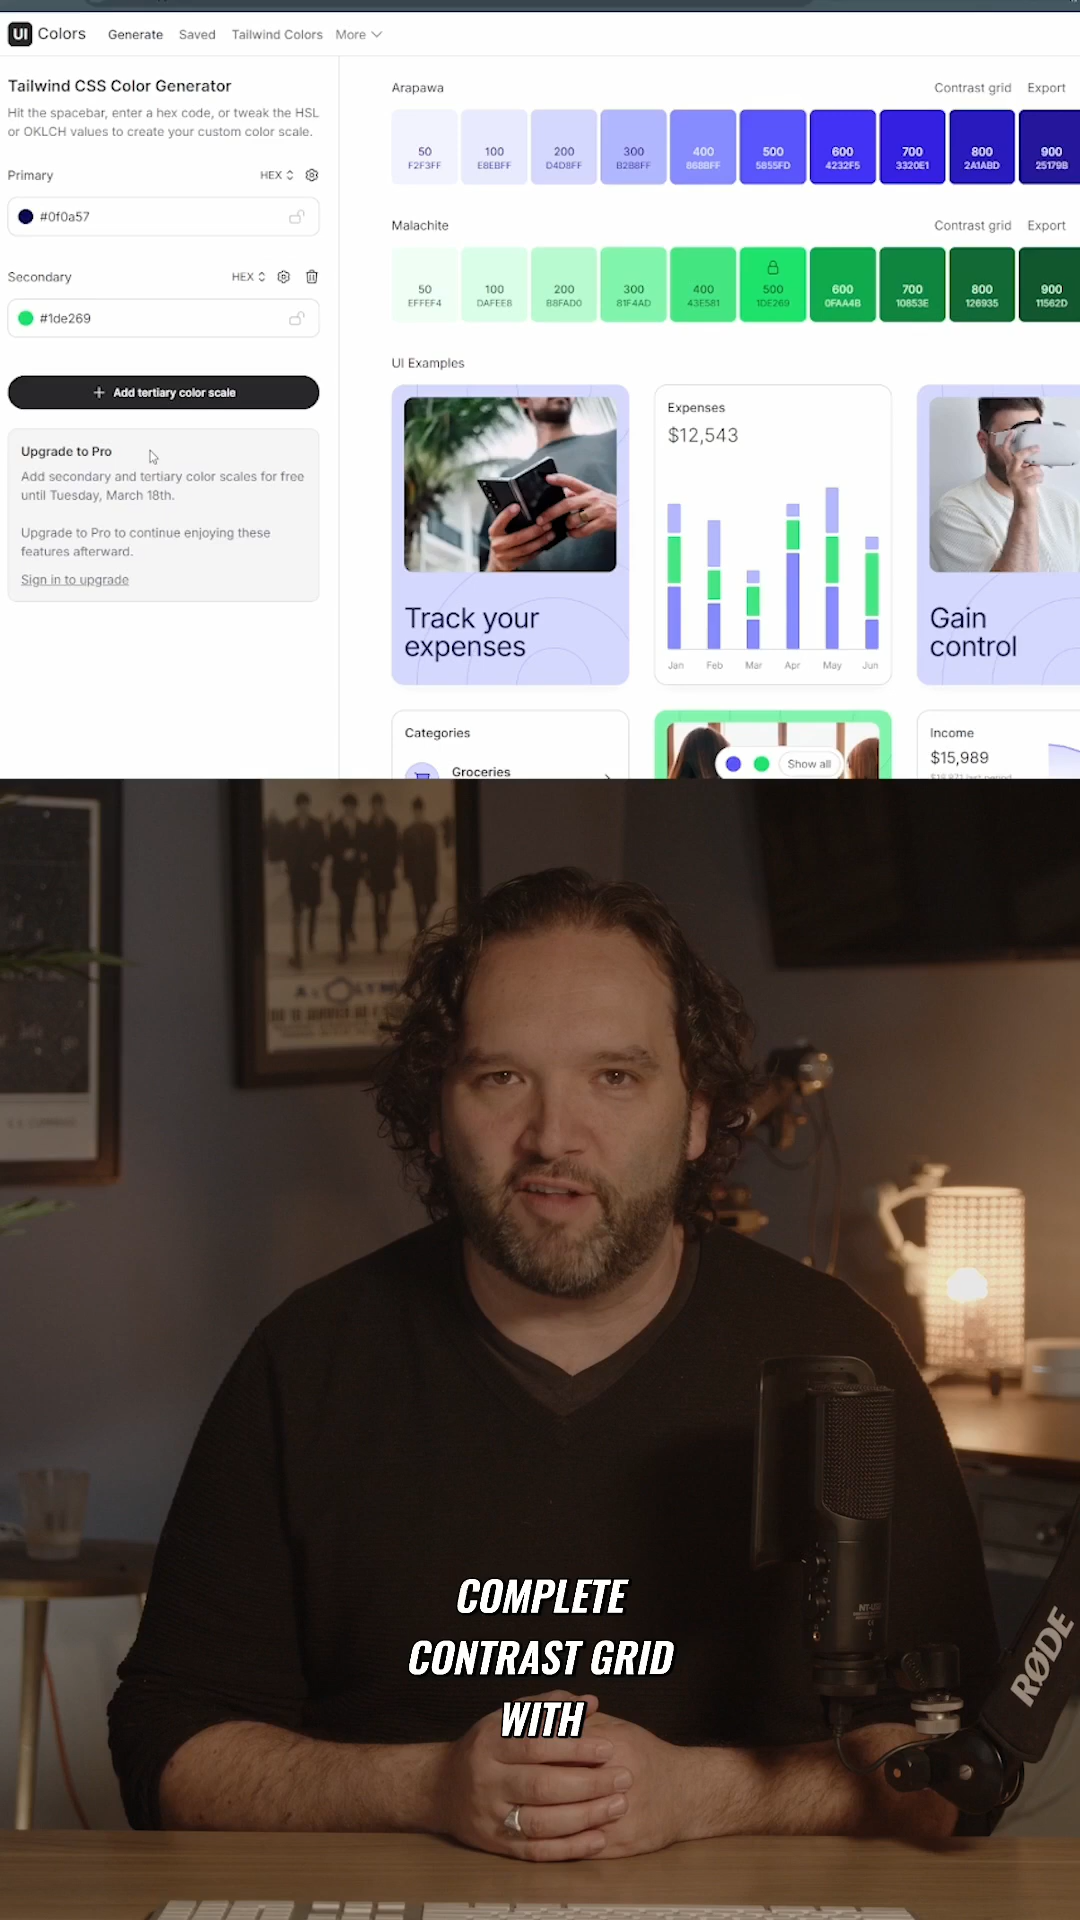 UI Colors Generate Saved Tailwind Colors More
Tailwind CSS Color Generator
Hit the spacebar, enter a hex code, or tweak the HSL
or OKLCH values to create your custom color scale.
Primary HEX
#0f0a57
Secondary HEX
#1de269
+ Add tertiary color scale
Upgrade to Pro
Add secondary and tertiary color scales for free
until Tuesday, March 18th.
Upgrade to Pro to continue enjoying these
features afterward.
Sign in to upgrade
Arapawa Contrast grid Export
50 100 200 300 400 500 600 700 800 900
F2F3FF E8EBFF D4D8FF B2B8FF 868BFF 5855FD 4232F5 3320E1 2A1ABD 25179B
Malachite Contrast grid Export
50 100 200 300 400 500 600 700 800 900
EFFEF4 DAFEE8 B8FAD0 81F4AD 43E581 1DE269 0FAA4B 10853E 126935 11562D
UI Examples
Track your
expenses
Expenses
$12,543
Jan Feb Mar Apr May Jun
Gain
control
Categories
Groceries
Show all
Income
$15,989
COMPLETE
CONTRAST GRID
WITH
RØDE